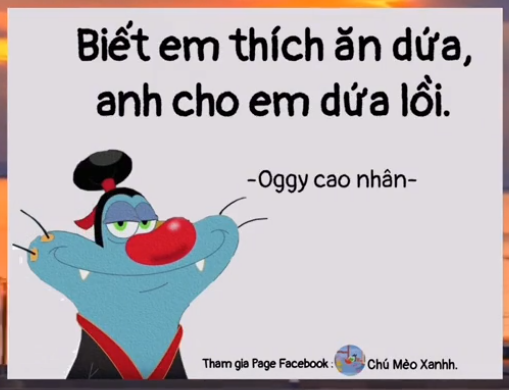 Biết em thích ăn dứa,
anh cho em dứa lồi.
-Oggy cao nhân-
Tham gia Page Facebook : Chú Mèo Xanhh.